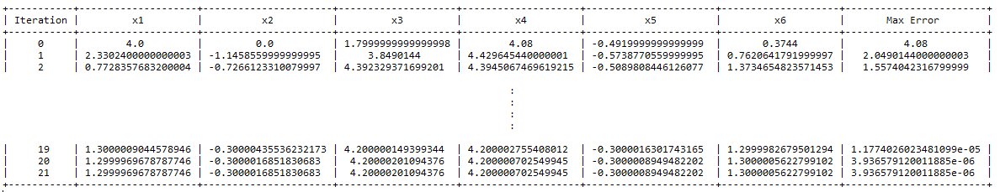 +-----------+--------------------+----------------------+--------------------+--------------------+---------------------+--------------------+------------------------+
| Iteration |         x1         |          x2          |         x3         |         x4         |         x5          |         x6         |       Max Error        |
+-----------+--------------------+----------------------+--------------------+--------------------+---------------------+--------------------+------------------------+
|     0     |        4.0         |         0.0          | 1.7999999999999998 |        4.08        | -0.4919999999999999 |       0.3744       |          4.08          |
|     1     | 2.3302400000000003 | -1.1458559999999995  |     3.8490144      | 4.429645440000001  | -0.5738770559999995 | 0.7620641791999997 |   2.0490144000000003   |
|     2     | 0.7728357683200004 | -0.7266123310079997  | 4.392329371699201  | 4.3945067469619215 | -0.5089808446126077 | 1.3734654823571453 |   1.5574042316799999   |
:
:
:
:
|     19    | 1.3000009044578946 | -0.30000435536232173 | 4.200000149399344  | 4.200002755408012  | -0.3000016301743165 | 1.2999982679501294 | 1.1774026023481099e-05 |
|     20    | 1.2999969678787746 | -0.3000016851830683  |  4.20000201094376  | 4.200000702549945  | -0.3000008949482202 | 1.3000005622799102 | 3.936579120011885e-06  |
|     21    | 1.2999969678787746 | -0.3000016851830683  |  4.20000201094376  | 4.200000702549945  | -0.3000008949482202 | 1.3000005622799102 | 3.936579120011885e-06  |
+-----------+--------------------+----------------------+--------------------+--------------------+---------------------+--------------------+------------------------+